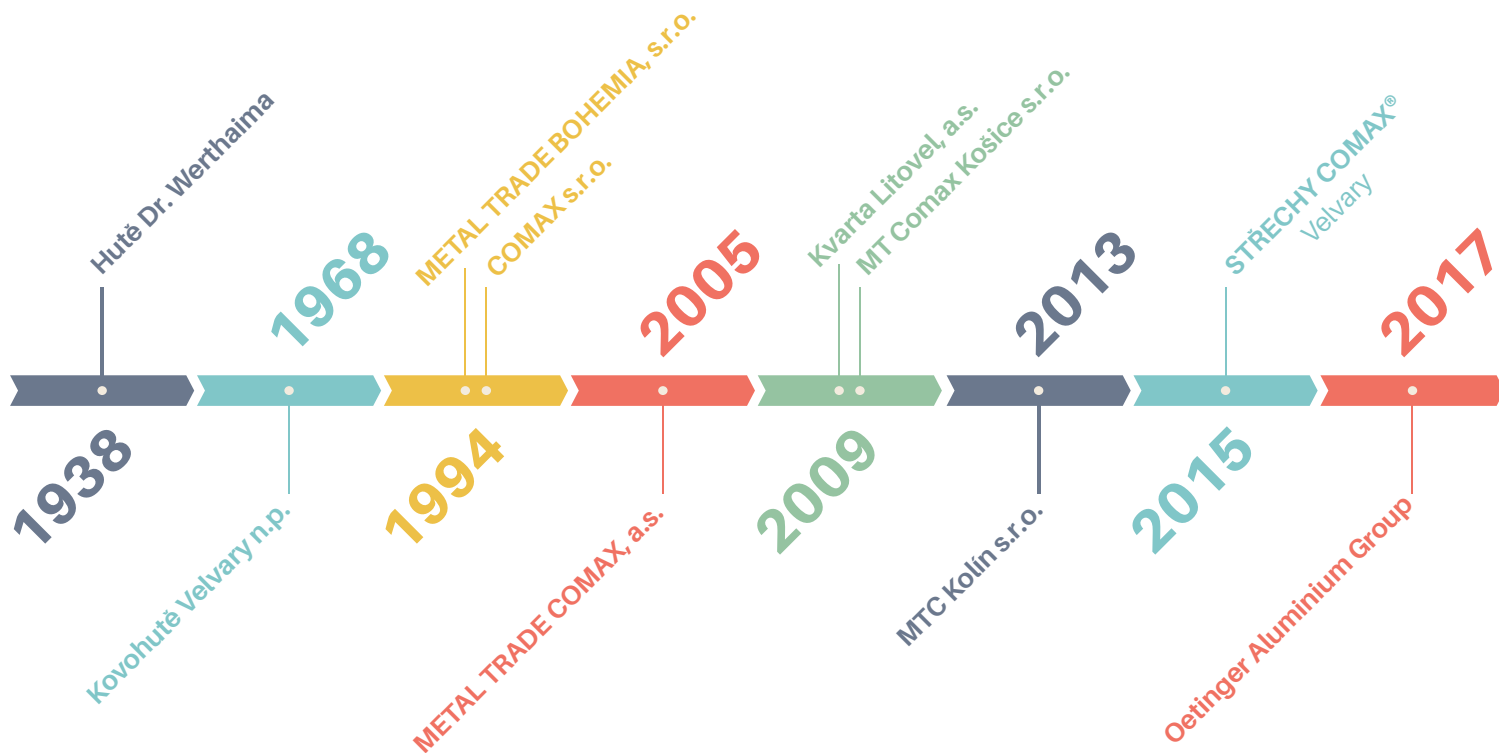 1938
Hutě Dr. Werthaima
1968
Kovohutě Velvary n.p.
1994
METAL TRADE BOHEMIA, s.r.o.
COMAX s.r.o.
2005
METAL TRADE COMAX, a.s.
2009
Kvarta Litovel, a.s.
MT Comax Košice s.r.o.
2013
MTC Kolín s.r.o.
2015
STŘECHY COMAX®
Velvary
2017
Oetinger Aluminium Group